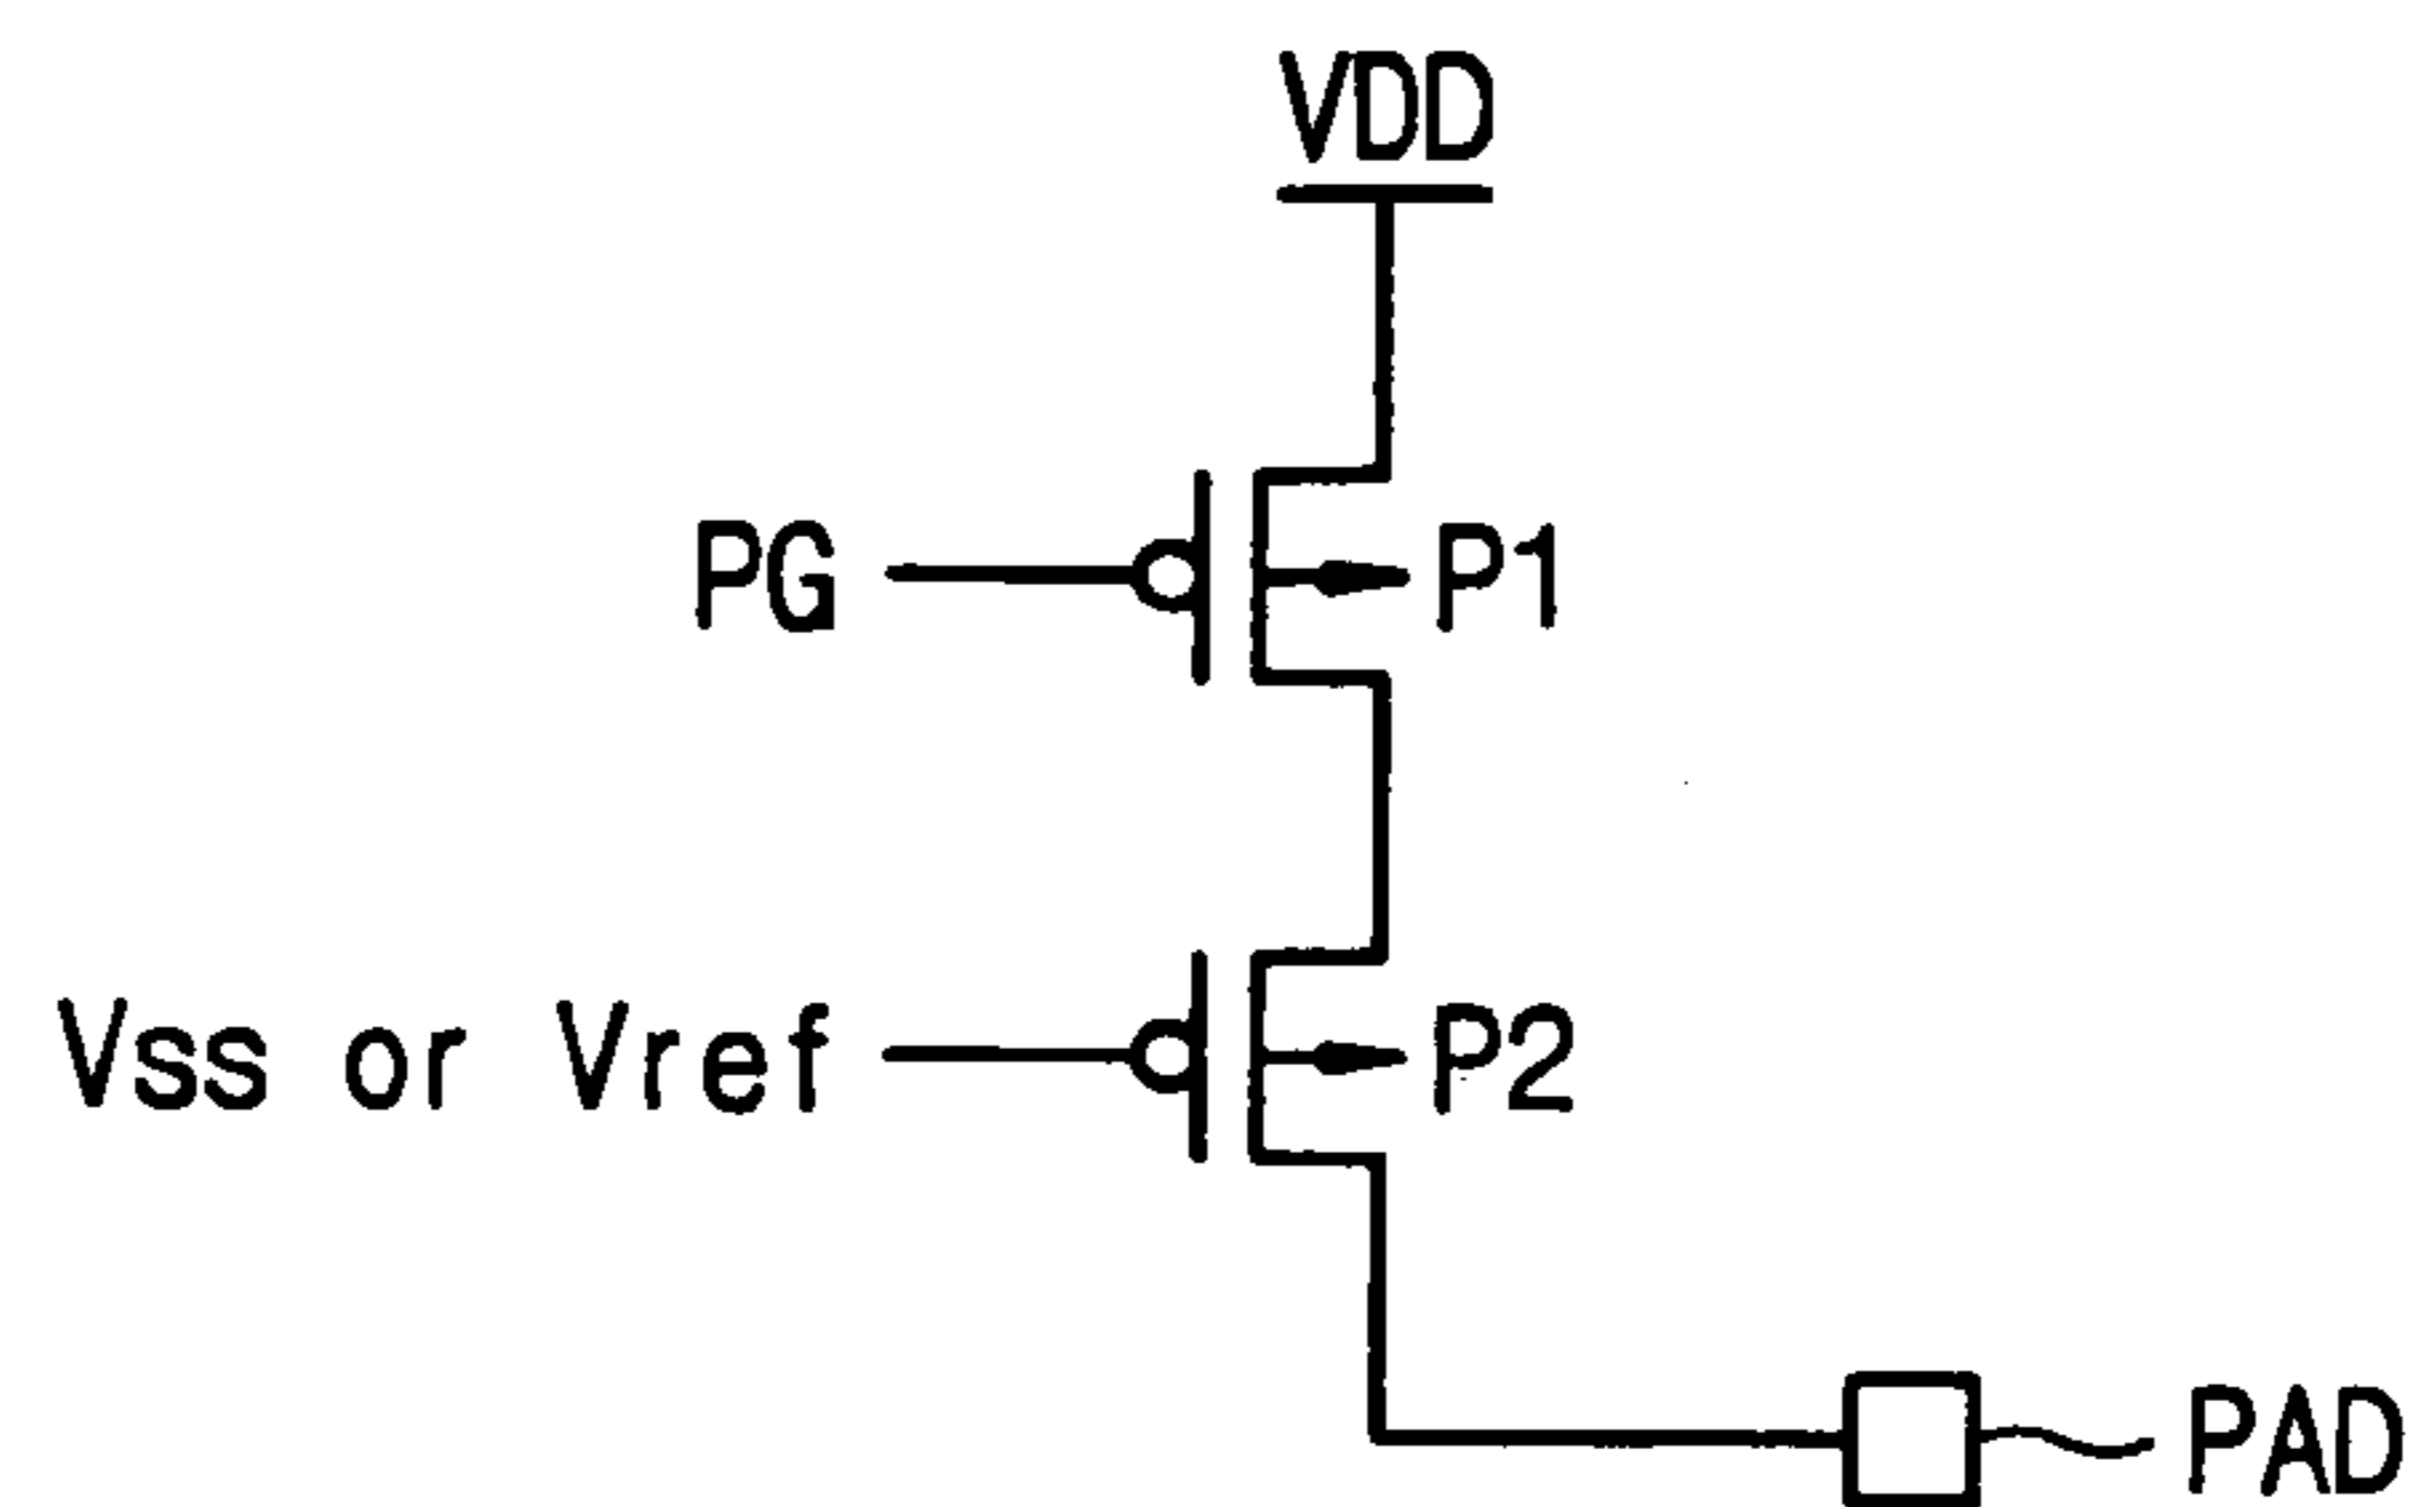 VDD
PG
P1
Vss or Vref
P2
PAD